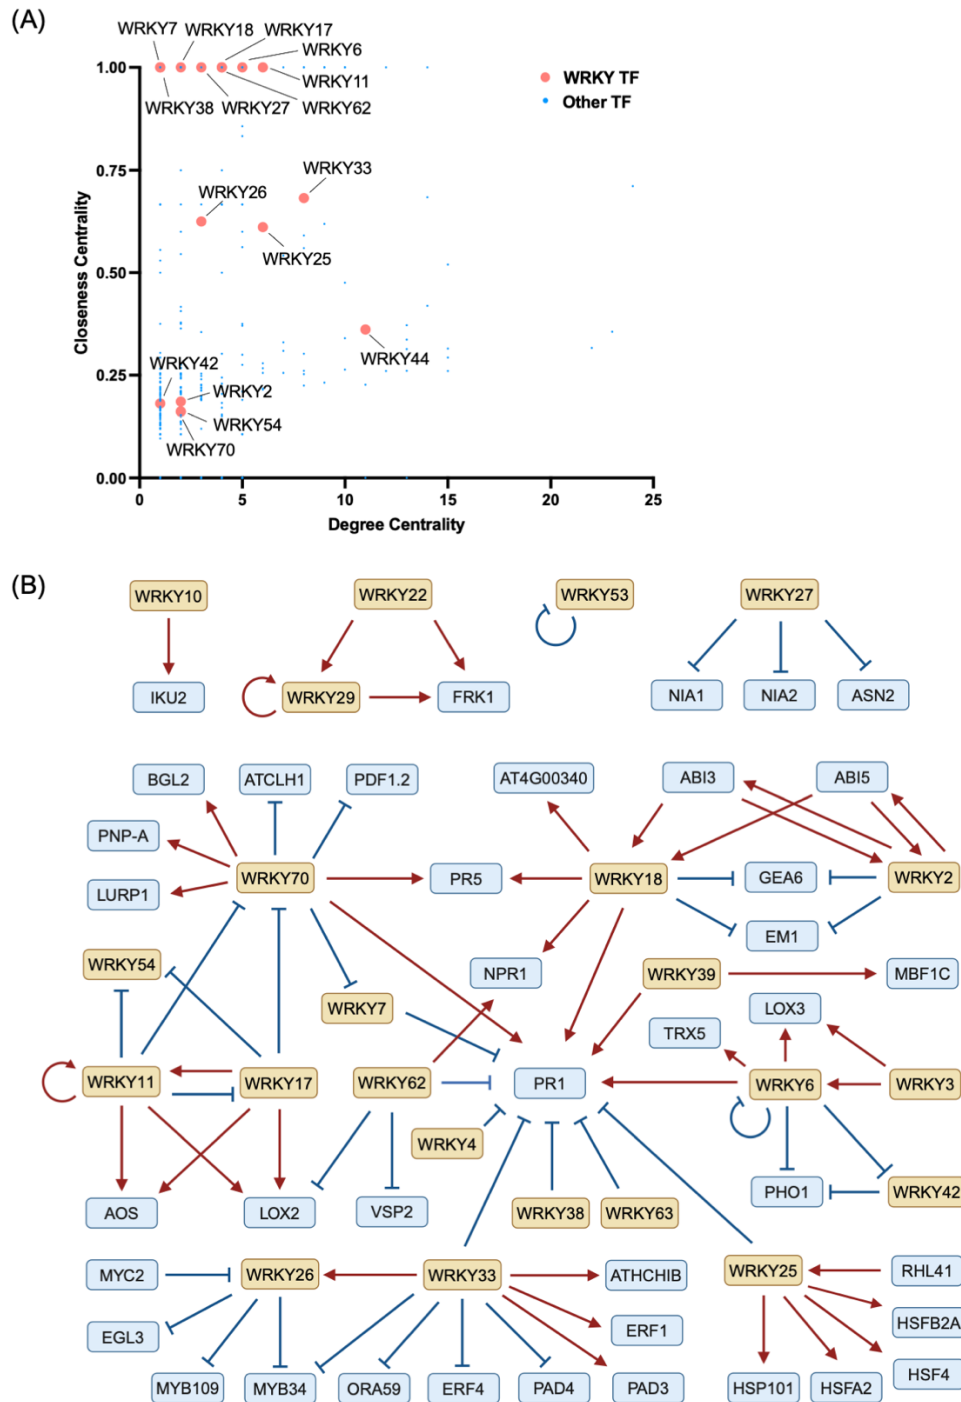 (A)
WRKY7 WRKY18 WRKY17
WRKY6
1.00
WRKY11
WRKY38 WRKY27 WRKY62
WRKY TF
Other TF
0.75
WRKY33
WRKY26
WRKY25
Closeness Centrality
0.50
WRKY44
WRKY42
0.25
WRKY2
WRKY54
WRKY70
0.00
0 5 10 15 20 25
Degree Centrality
(B)
WRKY10 WRKY22 WRKY53 WRKY27
IKU2 WRKY29 FRK1 NIA1 NIA2 ASN2
BGL2 ATCLH1 PDF1.2 AT4G00340 ABI3 ABI5
PNP-A
LURP1 WRKY70 PR5 WRKY18 GEA6 WRKY2
EM1
WRKY54 NPR1 WRKY39 MBF1C
WRKY7 TRX5 LOX3
WRKY11 WRKY17 WRKY62 PR1 WRKY6 WRKY3
WRKY4
PHO1 WRKY42
AOS LOX2 VSP2 WRKY38 WRKY63
MYC2 WRKY26 WRKY33 ATHCHIB WRKY25 RHL41
EGL3 ERF1 HSFB2A
HSF4
MYB109 MYB34 ORA59 ERF4 PAD4 PAD3 HSP101 HSFA2